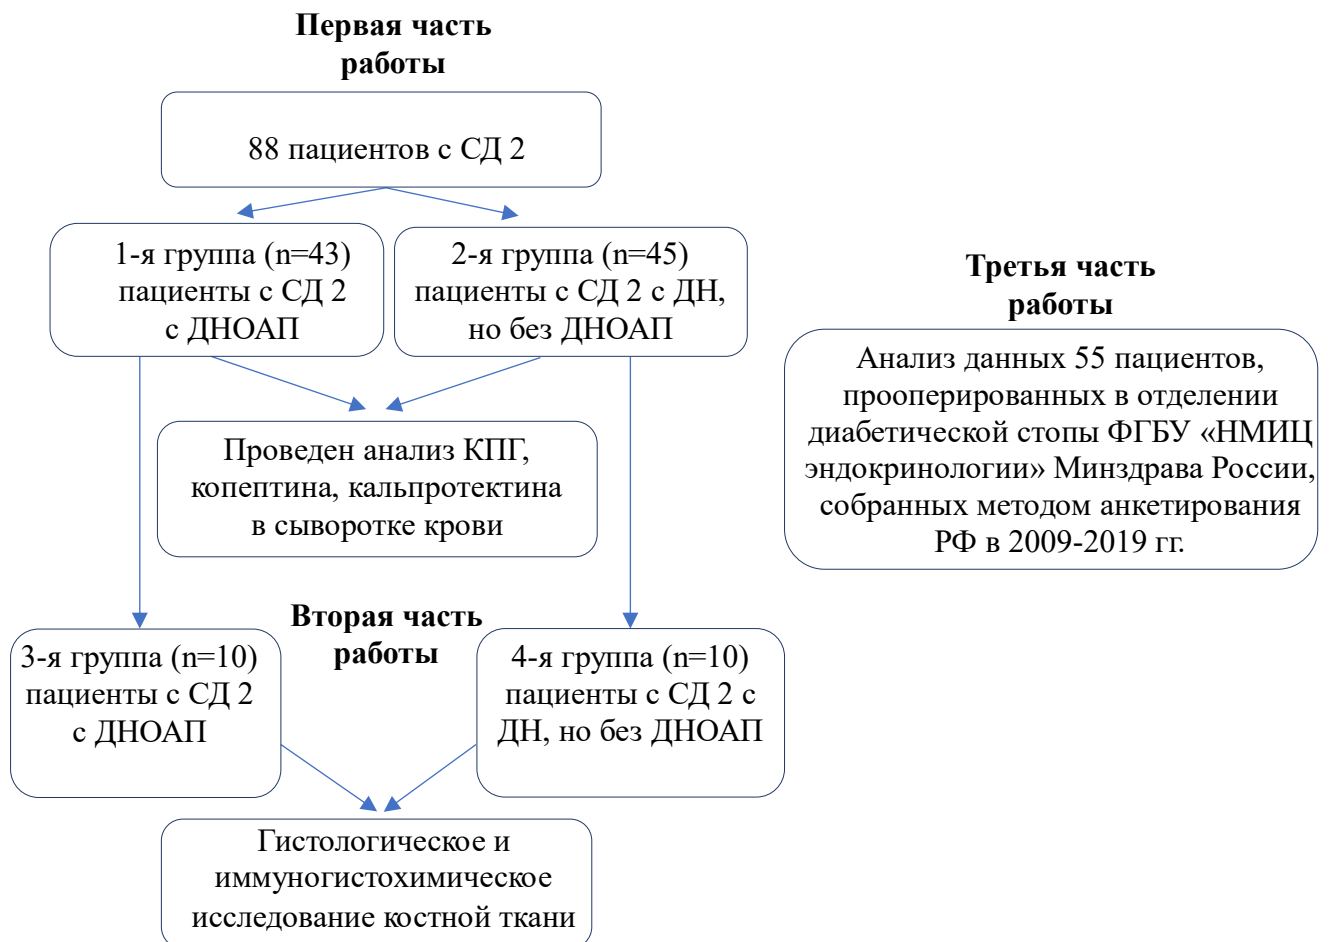 Первая часть
работы
88 пациентов с СД 2
1-я группа (n=43)
пациенты с СД 2
с ДНОАП
2-я группа (n=45)
пациенты с СД 2 с ДН,
но без ДНОАП
Проведен анализ КПГ,
копептина, кальпротектина
в сыворотке крови
Вторая часть
работы
3-я группа (n=10)
пациенты с СД 2
с ДНОАП
4-я группа (n=10)
пациенты с СД 2 с
ДН, но без ДНОАП
Гистологическое и
иммуногистохимическое
исследование костной ткани
Третья часть
работы
Анализ данных 55 пациентов,
прооперированных в отделении
диабетической стопы ФГБУ «НМИЦ
эндокринологии» Минздрава России,
собранных методом анкетирования
РФ в 2009-2019 гг.